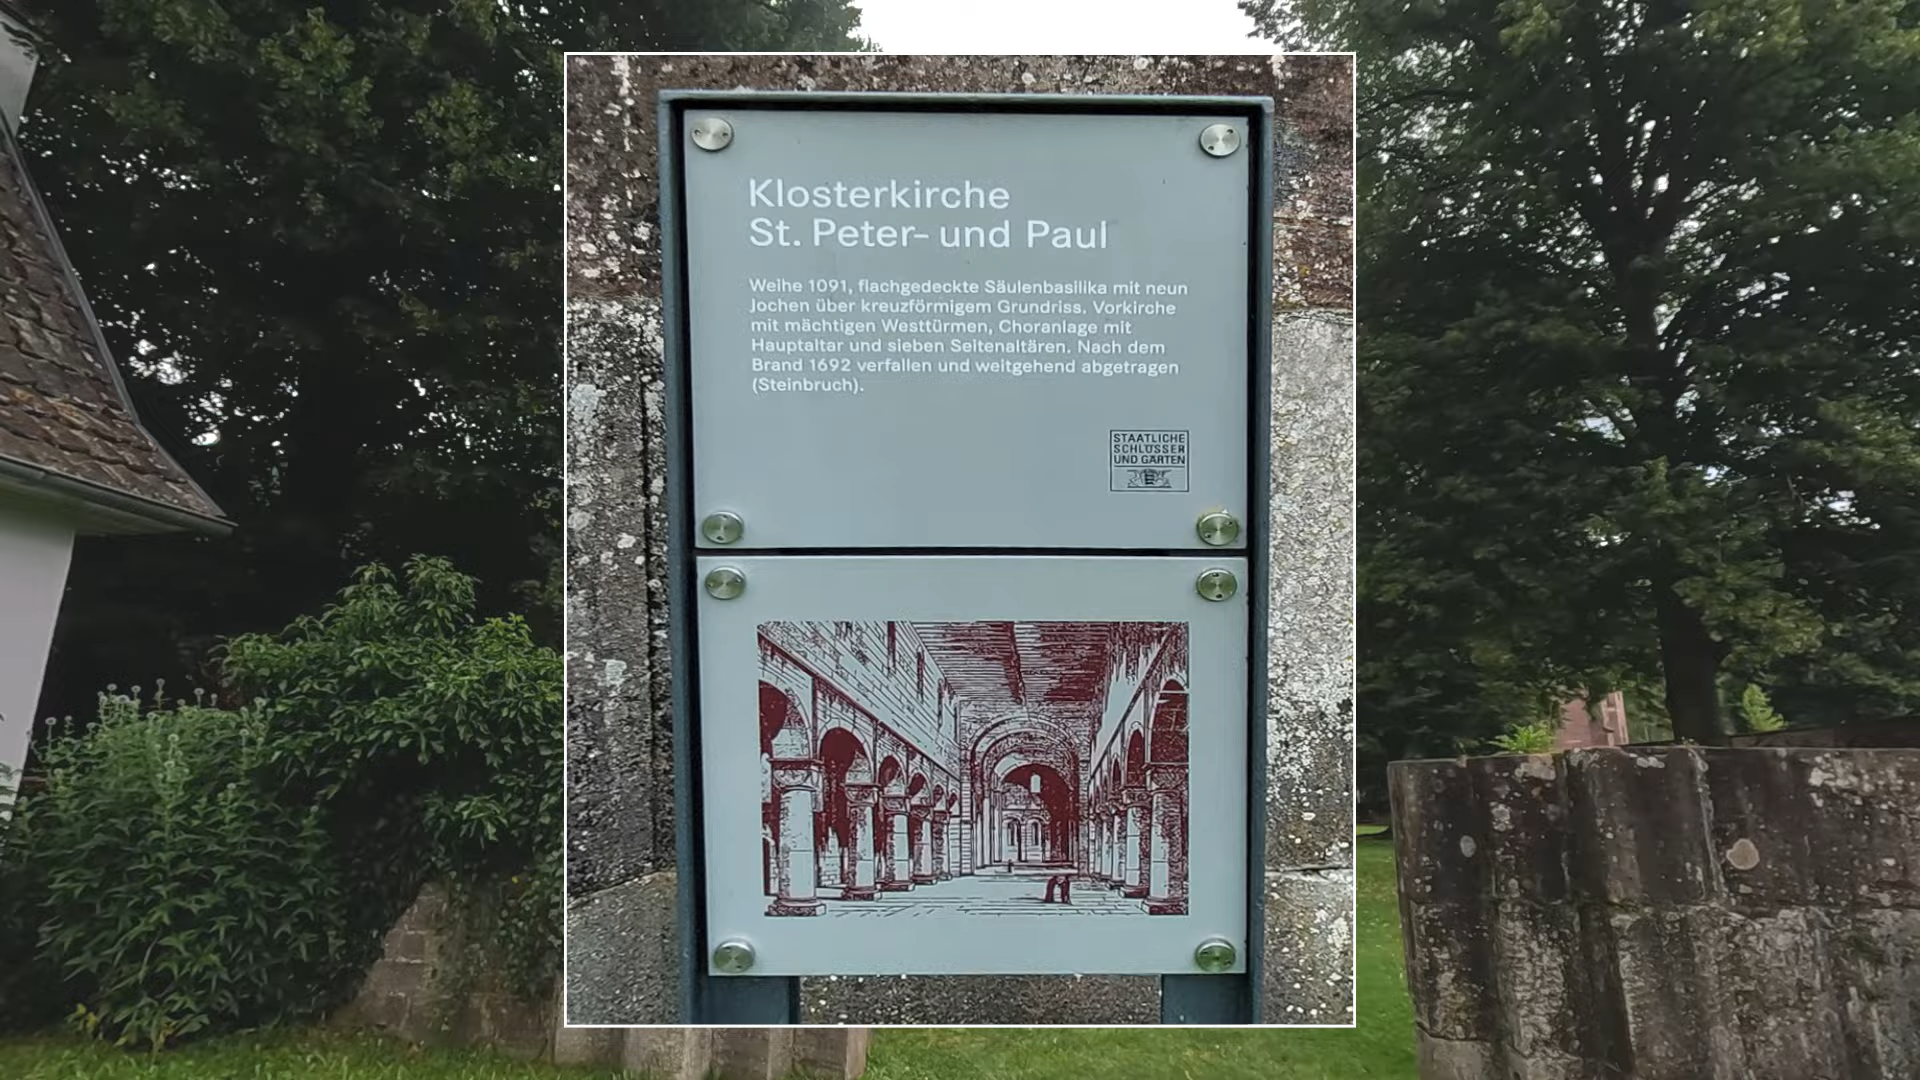 Klosterkirche
St. Peter- und Paul
Weihe 1091, flachgedeckte Säulenbasilika mit neun
Jochen über kreuzförmigem Grundriss. Vorkirche
mit mächtigen Westtürmen, Choranlage mit
Hauptaltar und sieben Seitenaltären. Nach dem
Brand 1692 verfallen und weitgehend abgetragen
(Steinbruch).
STAATLICHE
SCHLÖSSER
UND GÄRTEN